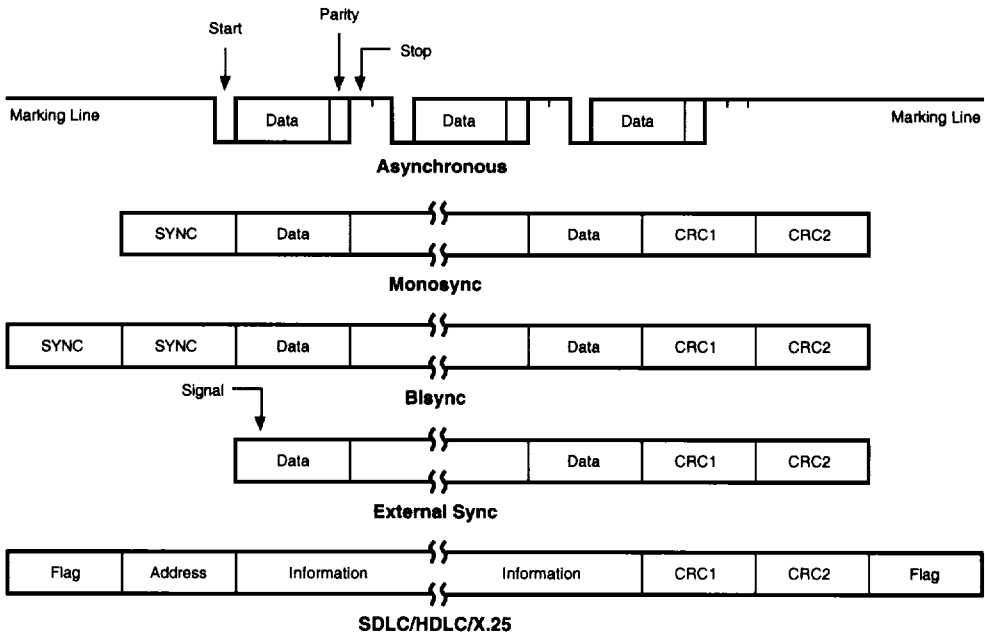 Start
Parity
Stop
Marking Line
Data
Data
Data
Marking Line
Asynchronous
SYNC
Data
Data
CRC1
CRC2
Monosync
SYNC
SYNC
Data
Data
CRC1
CRC2
Bisync
Signal
Data
Data
CRC1
CRC2
External Sync
Flag
Address
Information
Information
CRC1
CRC2
Flag
SDLC/HDLC/X.25